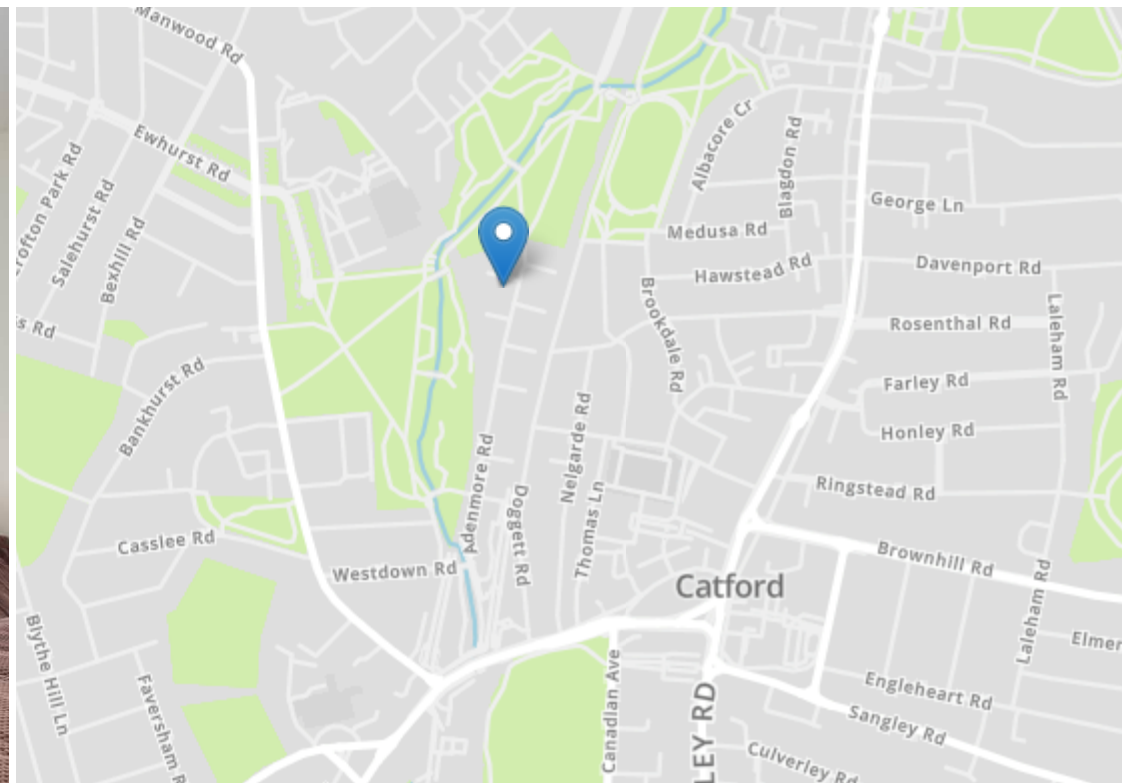 Manwood Rd
Ewhurst Rd
Crofton Park Rd
Salehurst Rd
Bexhill Rd
Albacore Cr
Blagdon Rd
George Ln
Medusa Rd
Hawstead Rd
Davenport Rd
Brookdale Rd
Rosenthal Rd
Laleham Rd
s Rd
Bankhurst Rd
Farley Rd
Honley Rd
Nelgarde Rd
Adenmore Rd
Doggett Rd
Thomas Ln
Ringstead Rd
Casslee Rd
Westdown Rd
Brownhill Rd
Catford
Laleham Rd
Blythe Hill Ln
Elmer
Faversham R
Canadian Ave
LEY RD
Engleheart Rd
Sangley Rd
Culverley Rd